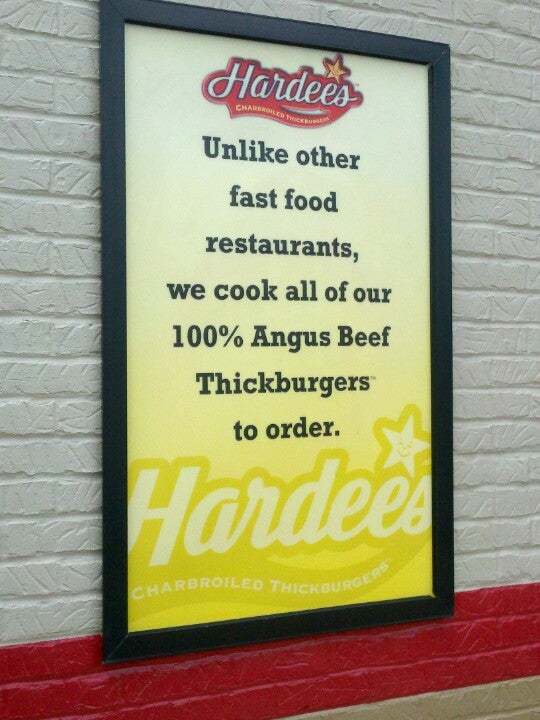 Hardee's
CHARBROILED THICKBURGERS
Unlike other
fast food
restaurants,
we cook all of our
100% Angus Beef
Thickburgers™
to order.
Hardee's
CHARBROILED THICKBURGERS